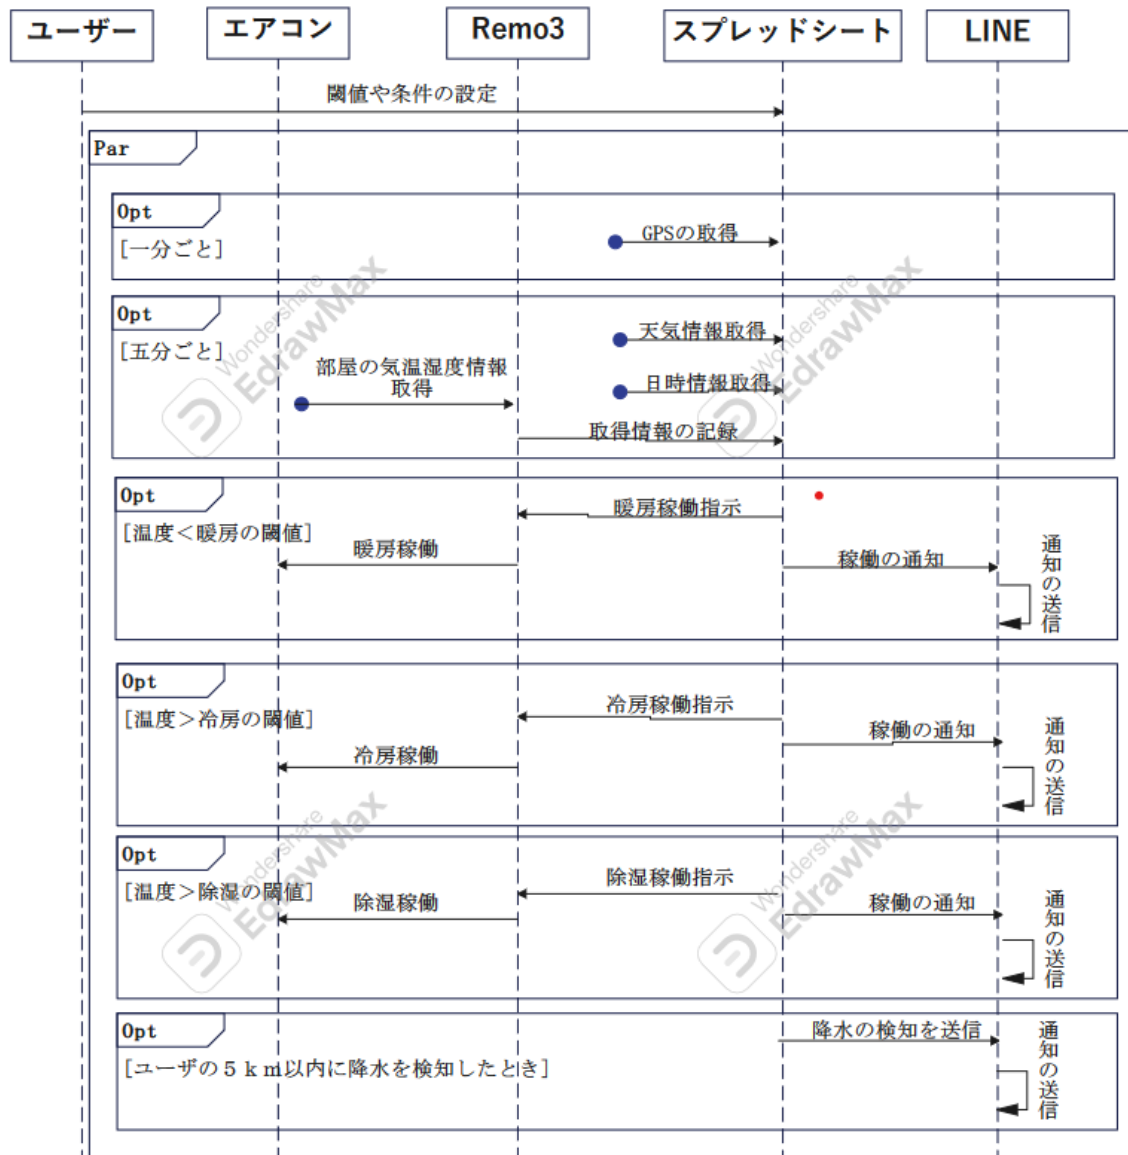 ユーザー
エアコン
Remo3
スプレッドシート
LINE
閾値や条件の設定
Par
Opt
[一分ごと]
GPSの取得
Opt
[五分ごと]
天気情報取得
部屋の気温湿度情報
取得
日時情報取得
取得情報の記録
Opt
[温度＜暖房の閾値]
暖房稼働指示
暖房稼働
稼働の通知
通知の送信
Opt
[温度＞冷房の閾値]
冷房稼働指示
冷房稼働
稼働の通知
通知の送信
Opt
[温度＞除湿の閾値]
除湿稼働指示
除湿稼働
稼働の通知
通知の送信
Opt
[ユーザの５ｋｍ以内に降水を検知したとき]
降水の検知を送信
通知の送信
Wondershare
EdrawMax
Wondershare
EdrawMax
Wondershare
EdrawMax
Wondershare
EdrawMax